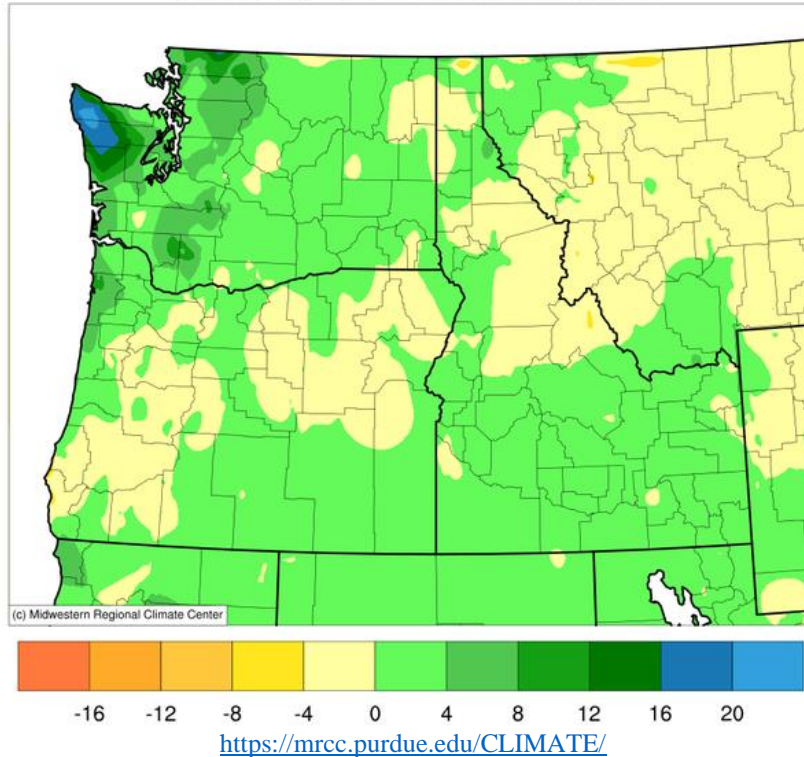 (c) Midwestern Regional Climate Center
-16 -12 -8 -4 0 4 8 12 16 20
https://mrcc.purdue.edu/CLIMATE/